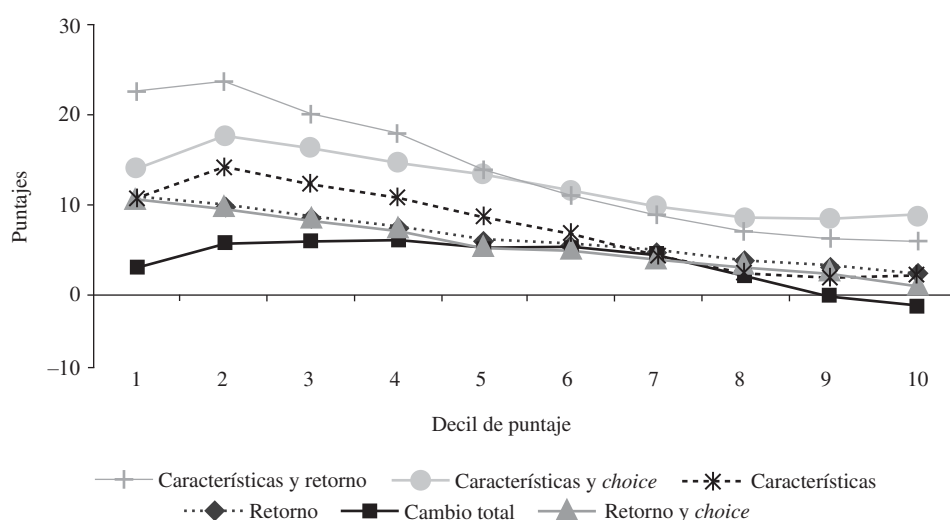 30
20
Puntajes
10
0
–10
1 2 3 4 5 6 7 8 9 10
Decil de puntaje
Características y retorno Características y choice Características
Retorno Cambio total Retorno y choice